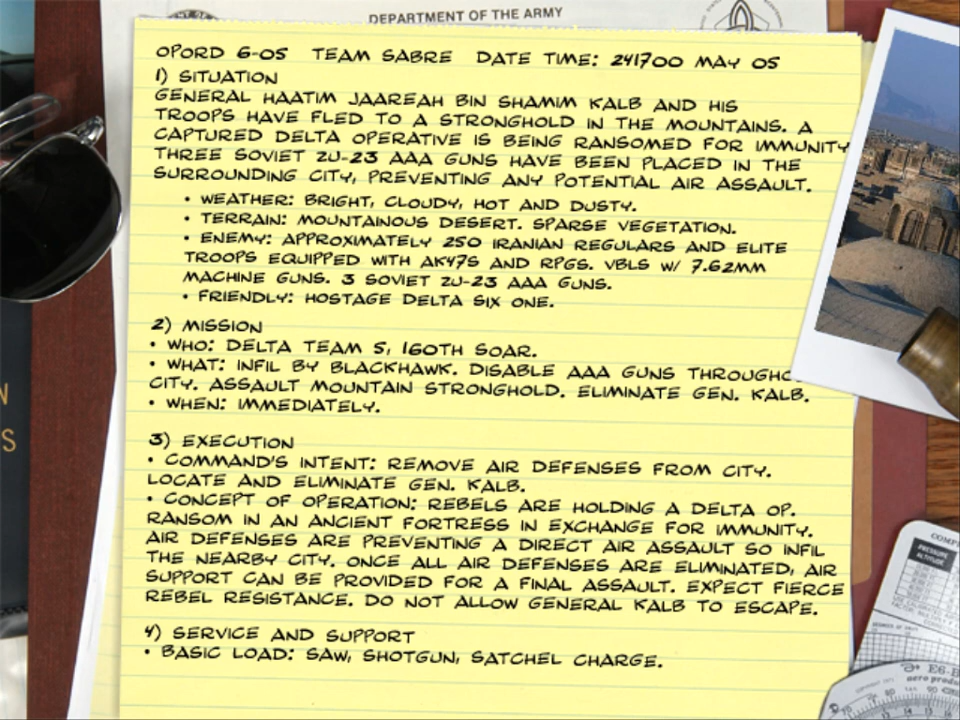 DEPARTMENT OF THE ARMY
OPORD 6-05 TEAM SABRE DATE TIME: 241700 MAY 05
1) SITUATION
GENERAL HAATIM JAAREAH BIN SHAMIM KALB AND HIS
TROOPS HAVE FLED TO A STRONGHOLD IN THE MOUNTAINS. A
CAPTURED DELTA OPERATIVE IS BEING RANSOMED FOR IMMUNITY
THREE SOVIET ZU-23 AAA GUNS HAVE BEEN PLACED IN THE
SURROUNDING CITY, PREVENTING ANY POTENTIAL AIR ASSAULT.
• WEATHER: BRIGHT, CLOUDY, HOT AND DUSTY.
• TERRAIN: MOUNTAINOUS DESERT. SPARSE VEGETATION.
• ENEMY: APPROXIMATELY 250 IRANIAN REGULARS AND ELITE
TROOPS EQUIPPED WITH AK47S AND RPGS. VBLS W/ 7.62MM
MACHINE GUNS. 3 SOVIET ZU-23 AAA GUNS.
• FRIENDLY: HOSTAGE DELTA SIX ONE.
2) MISSION
• WHO: DELTA TEAM 5, 160TH SOAR.
• WHAT: INFIL BY BLACKHAWK. DISABLE AAA GUNS THROUGHO
CITY. ASSAULT MOUNTAIN STRONGHOLD. ELIMINATE GEN. KALB.
• WHEN: IMMEDIATELY.
3) EXECUTION
• COMMAND'S INTENT: REMOVE AIR DEFENSES FROM CITY.
LOCATE AND ELIMINATE GEN. KALB.
• CONCEPT OF OPERATION: REBELS ARE HOLDING A DELTA OP.
RANSOM IN AN ANCIENT FORTRESS IN EXCHANGE FOR IMMUNITY.
AIR DEFENSES ARE PREVENTING A DIRECT AIR ASSAULT SO INFIL
THE NEARBY CITY. ONCE ALL AIR DEFENSES ARE ELIMINATED, AIR
SUPPORT CAN BE PROVIDED FOR A FINAL ASSAULT. EXPECT FIERCE
REBEL RESISTANCE. DO NOT ALLOW GENERAL KALB TO ESCAPE.
4) SERVICE AND SUPPORT
• BASIC LOAD: SAW, SHOTGUN, SATCHEL CHARGE.
N
S
COMP
PRESSURE
ALTITUDE
E6-B